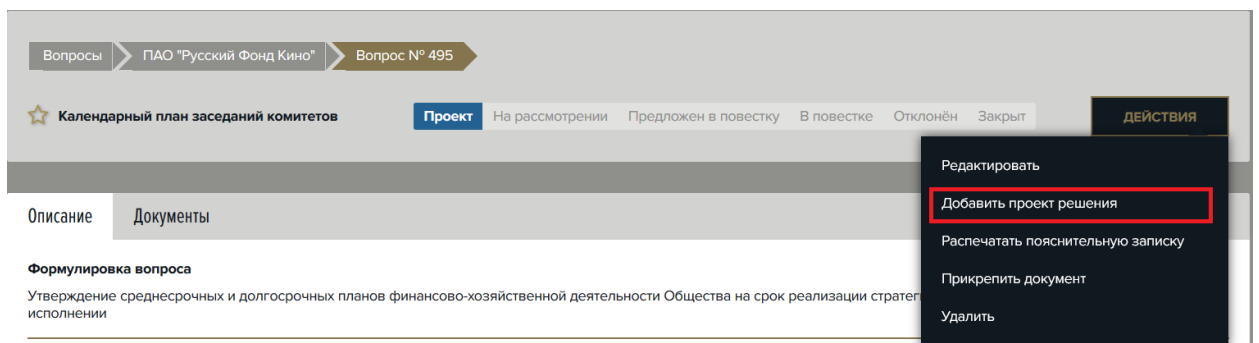 Вопросы ПАО "Русский Фонд Кино" Вопрос № 495
Календарный план заседаний комитетов Проект На рассмотрении Предложен в повестку В повестке Отклонён Закрыт ДЕЙСТВИЯ
Редактировать
Добавить проект решения
Распечатать пояснительную записку
Прикрепить документ
Удалить
Описание Документы
Формулировка вопроса
Утверждение среднесрочных и долгосрочных планов финансово-хозяйственной деятельности Общества на срок реализации
исполнении